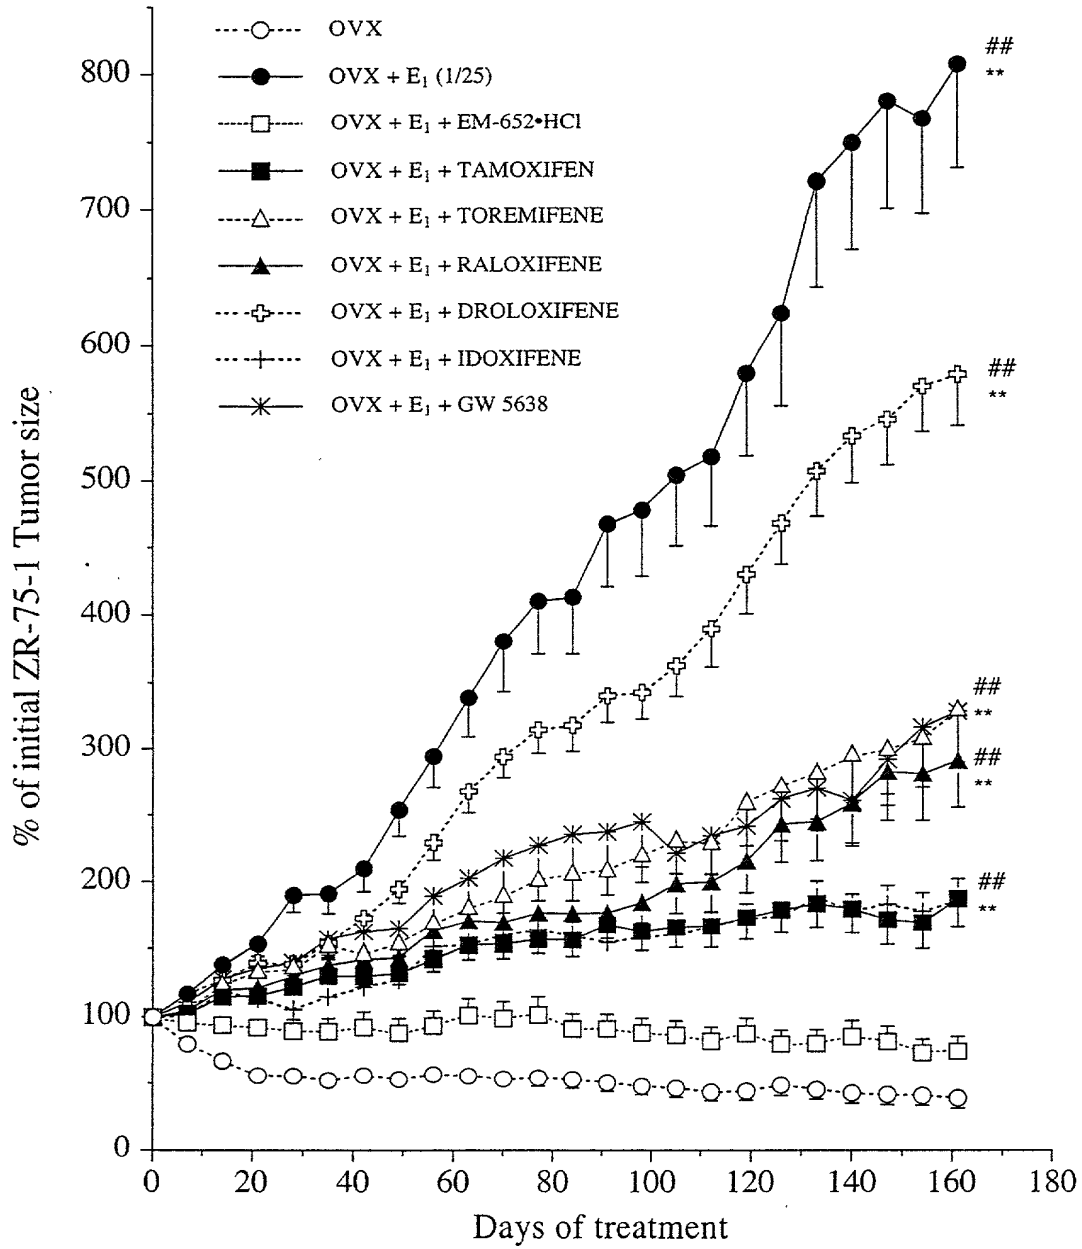 OVX
OVX + E₁ (1/25)
OVX + E₁ + EM-652•HCl
OVX + E₁ + TAMOXIFEN
OVX + E₁ + TOREMIFENE
OVX + E₁ + RALOXIFENE
OVX + E₁ + DROLOXIFENE
OVX + E₁ + IDOXIFENE
OVX + E₁ + GW 5638
% of initial ZR-75-1 Tumor size
800
700
600
500
400
300
200
100
0
##
**
##
**
##
**
##
**
##
**
0 20 40 60 80 100 120 140 160 180
Days of treatment